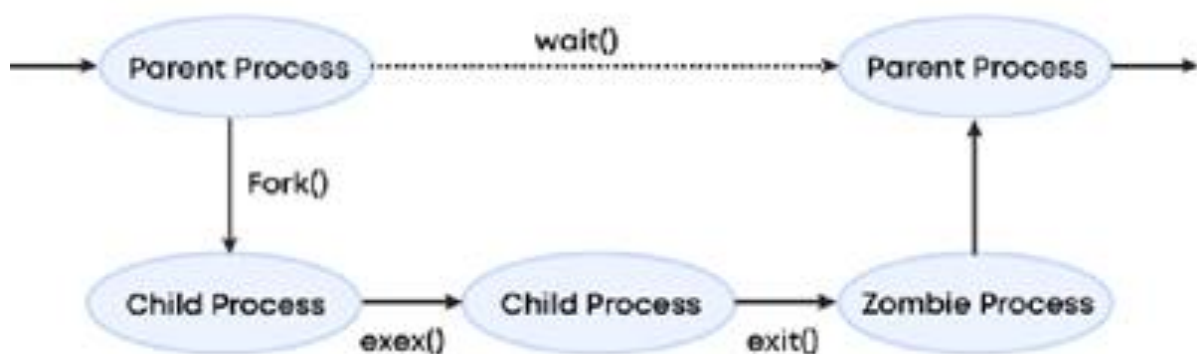 wait()
Parent Process
Parent Process
Fork()
Child Process
Child Process
Zombie Process
exex()
exit()